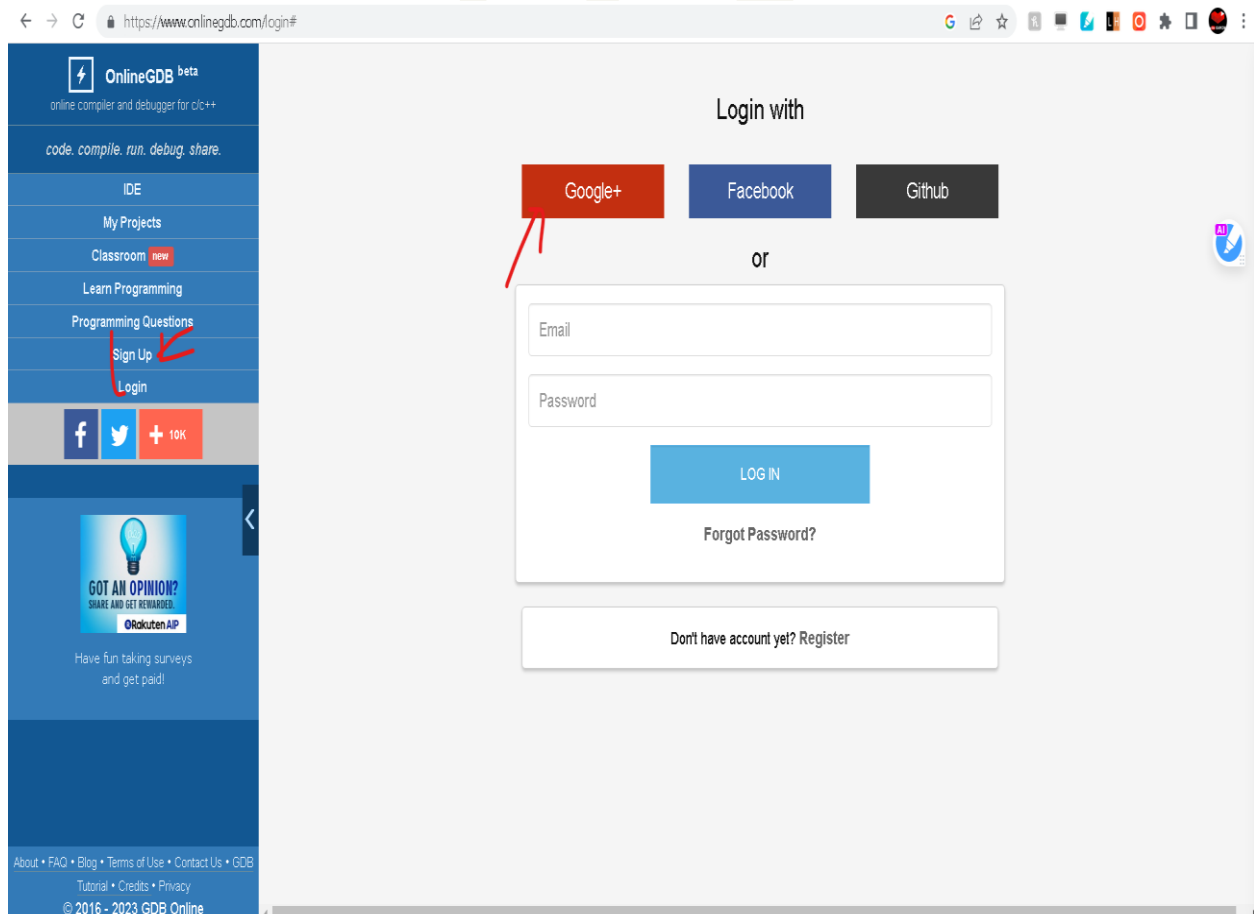 https://www.onlinegdb.com/login#
OnlineGDB beta
online compiler and debugger for c/c++
code. compile. run. debug. share.
IDE
My Projects
Classroom new
Learn Programming
Programming Questions
Sign Up
Login
10K
GOT AN OPINION?
SHARE AND GET REWARDED.
Rakuten AIP
Have fun taking surveys
and get paid!
About • FAQ • Blog • Terms of Use • Contact Us • GDB
Tutorial • Credits • Privacy
© 2016 - 2023 GDB Online
Login with
Google+ Facebook Github
or
Email
Password
LOG IN
Forgot Password?
Don't have account yet? Register
AI